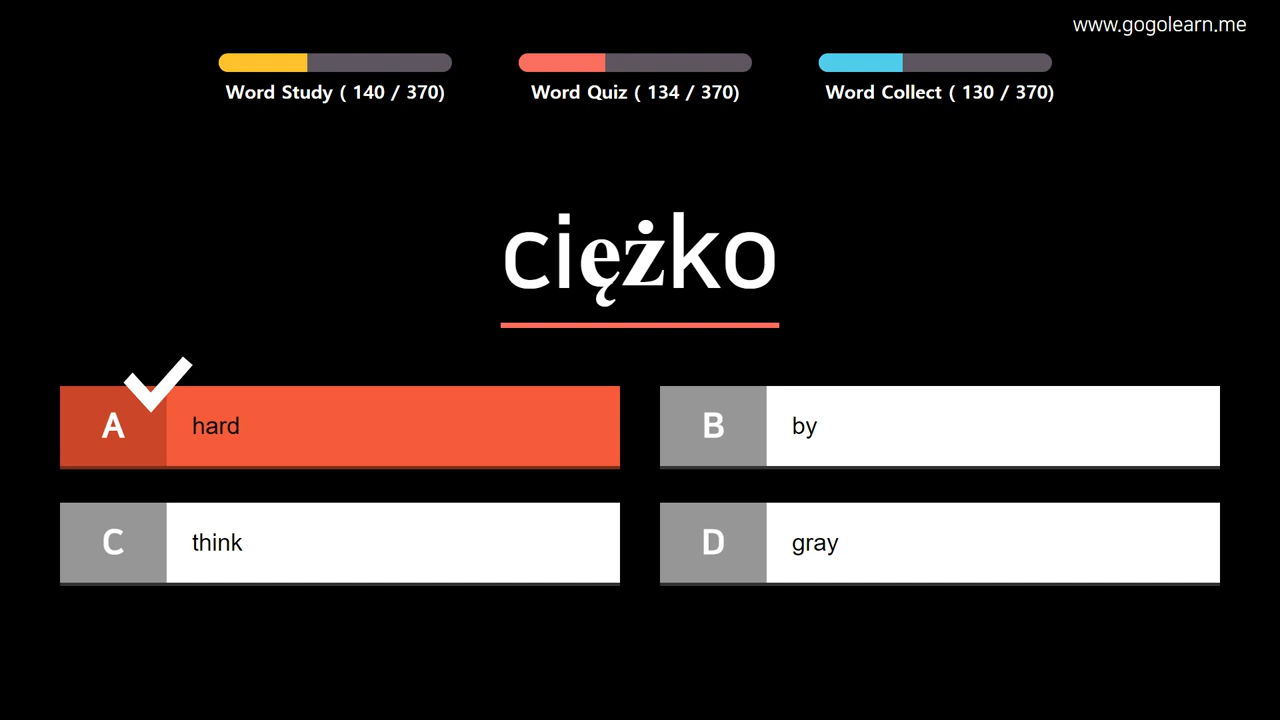 www.gogolearn.me
Word Study ( 140 / 370)
Word Quiz ( 134 / 370)
Word Collect ( 130 / 370)
ciężko
A hard
B by
C think
D gray